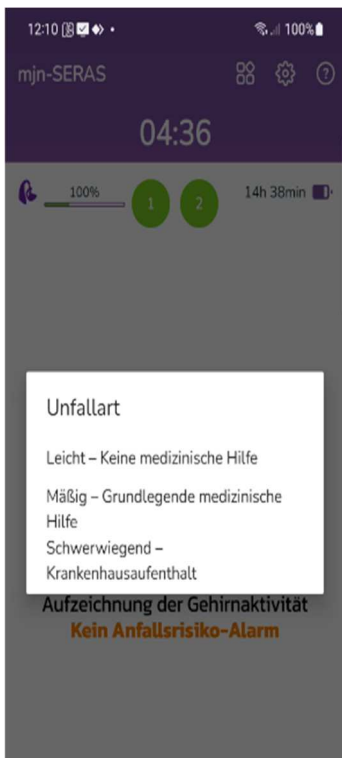 12:10
100%
mjn-SERAS
04:36
100%
1
2
14h 38min
Unfallart
Leicht – Keine medizinische Hilfe
Mäßig – Grundlegende medizinische
Hilfe
Schwerwiegend –
Krankenhausaufenthalt
Aufzeichnung der Gehirnaktivität
Kein Anfallsrisiko-Alarm